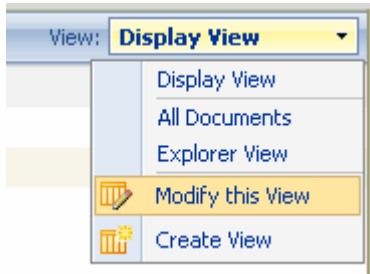 View: Display View
Display View
All Documents
Explorer View
Modify this View
Create View